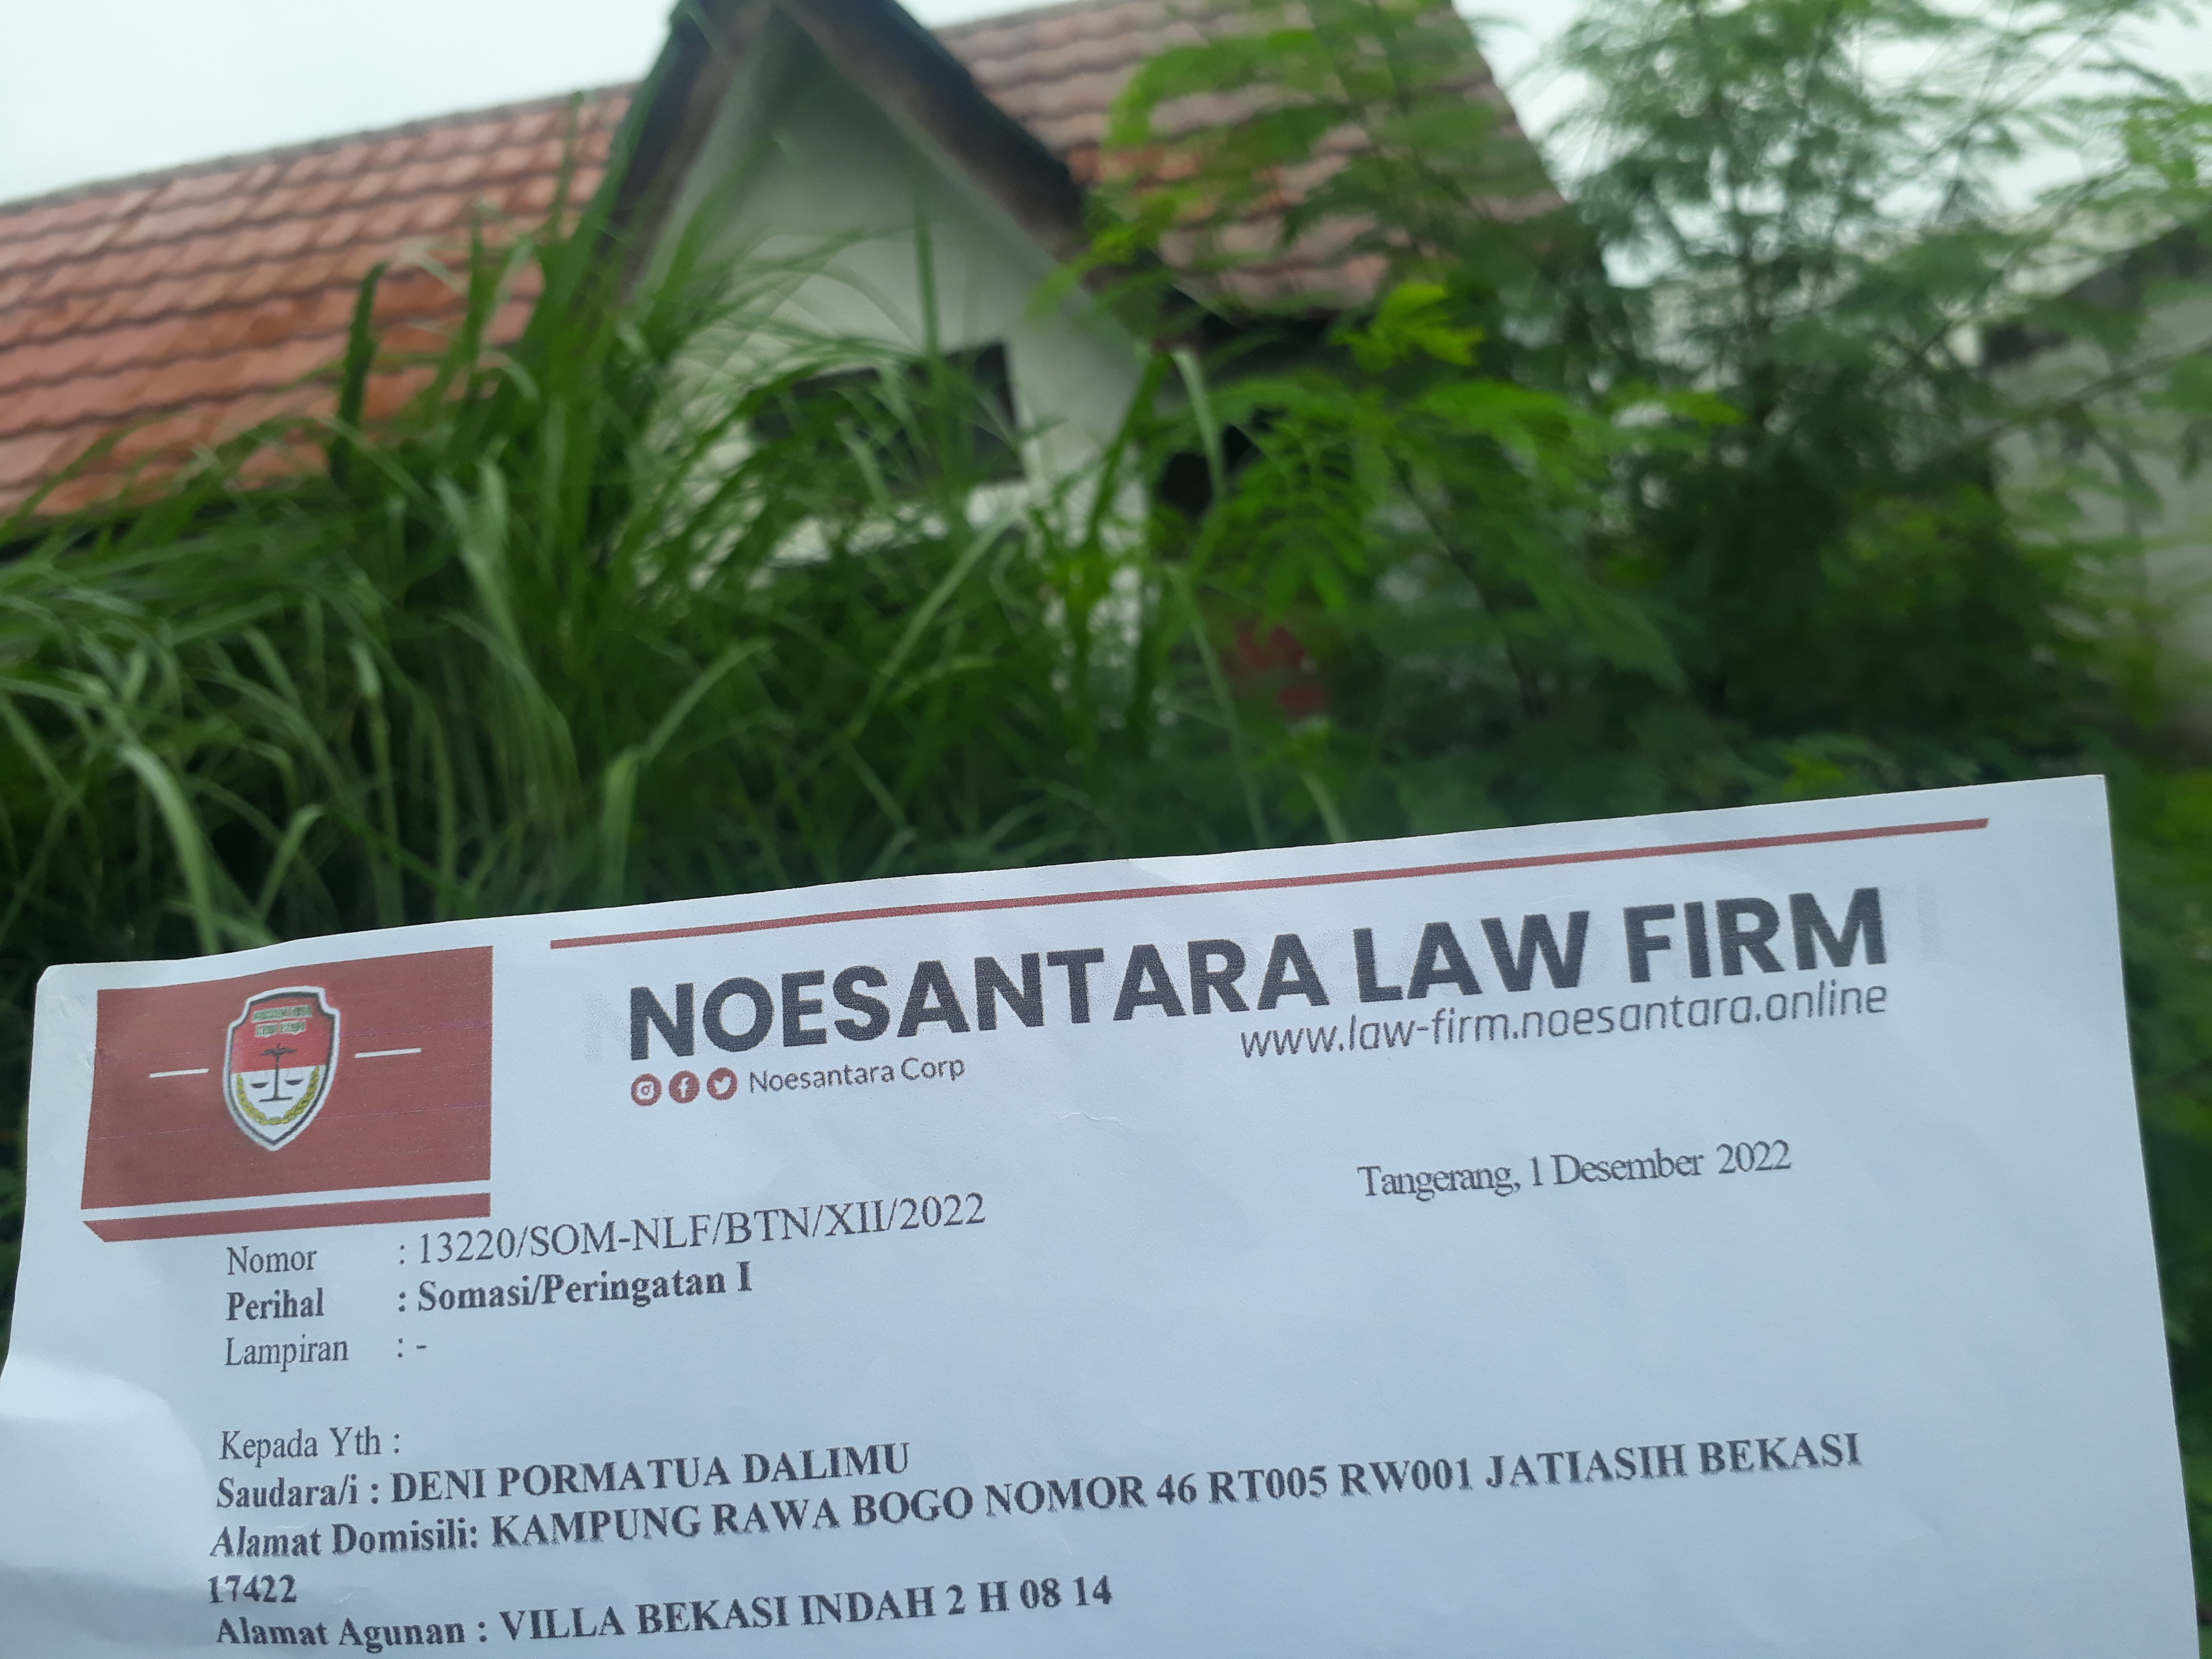 NOESANTARA LAW FIRM
www.law-firm.noesantara.online
Noesantara Corp
Tangerang, 1 Desember 2022
Nomor : 13220/SOM-NLF/BTN/XII/2022
Perihal : Somasi/Peringatan I
Lampiran : -
Kepada Yth :
Saudara/i : DENI PORMATUA DALIMU
Alamat Domisili: KAMPUNG RAWA BOGO NOMOR 46 RT005 RW001 JATIASIH BEKASI
17422
Alamat Agunan : VILLA BEKASI INDAH 2 H 08 14